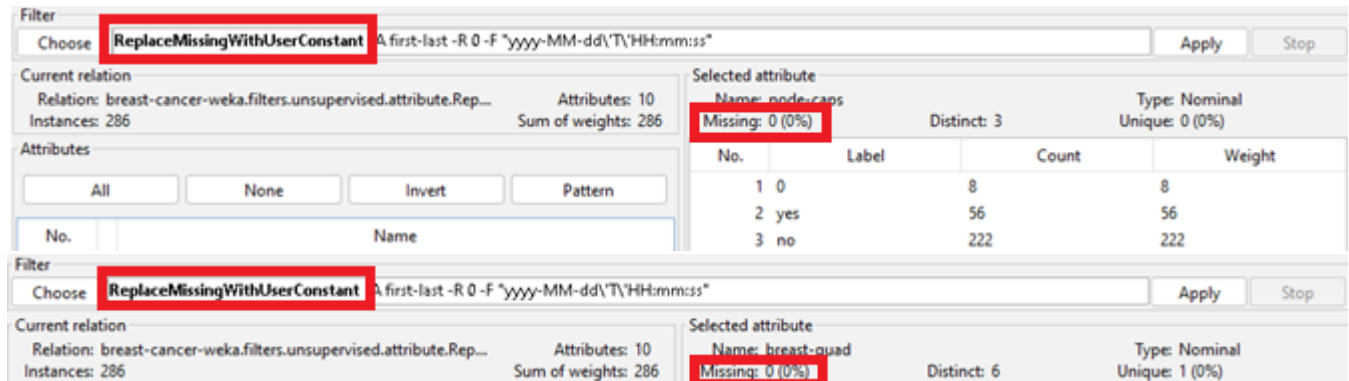 Filter
Choose ReplaceMissingWithUserConstant A first-last -R 0 -F "yyyy-MM-dd\'T\'HH:mm:ss" Apply Stop
Current relation Selected attribute
Relation: breast-cancer-weka.filters.unsupervised.attribute.Rep... Attributes: 10 Name: node-caps Type: Nominal
Instances: 286 Sum of weights: 286 Missing: 0 (0%) Distinct: 3 Unique: 0 (0%)
Attributes No. Label Count Weight
All None Invert Pattern 1 0 8 8
2 yes 56 56
No. Name 3 no 222 222
Filter
Choose ReplaceMissingWithUserConstant A first-last -R 0 -F "yyyy-MM-dd\'T\'HH:mm:ss" Apply Stop
Current relation Selected attribute
Relation: breast-cancer-weka.filters.unsupervised.attribute.Rep... Attributes: 10 Name: breast-quad Type: Nominal
Instances: 286 Sum of weights: 286 Missing: 0 (0%) Distinct: 6 Unique: 1 (0%)